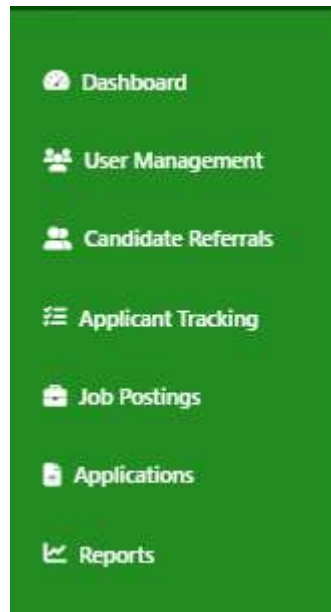 Dashboard
User Management
Candidate Referrals
Applicant Tracking
Job Postings
Applications
Reports